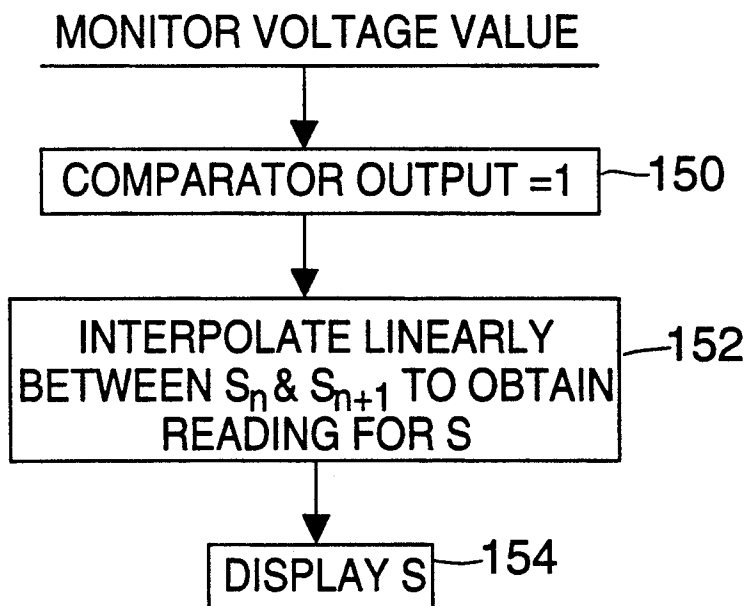 MONITOR VOLTAGE VALUE
COMPARATOR OUTPUT =1
150
INTERPOLATE LINEARLY
BETWEEN Sn & Sn+1 TO OBTAIN
READING FOR S
152
DISPLAY S
154